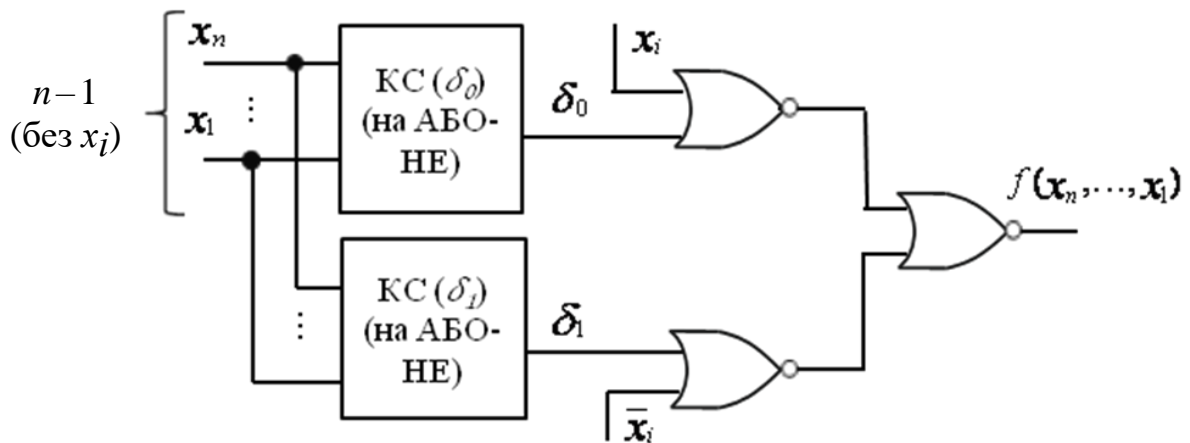 xₙ
n–1
(без xᵢ)
⋮
x₁
КС (δ₀)
(на АБО-
НЕ)
δ₀
xᵢ
КС (δ₁)
(на АБО-
НЕ)
⋮
δ₁
x̄ᵢ
f(xₙ,…,x₁)